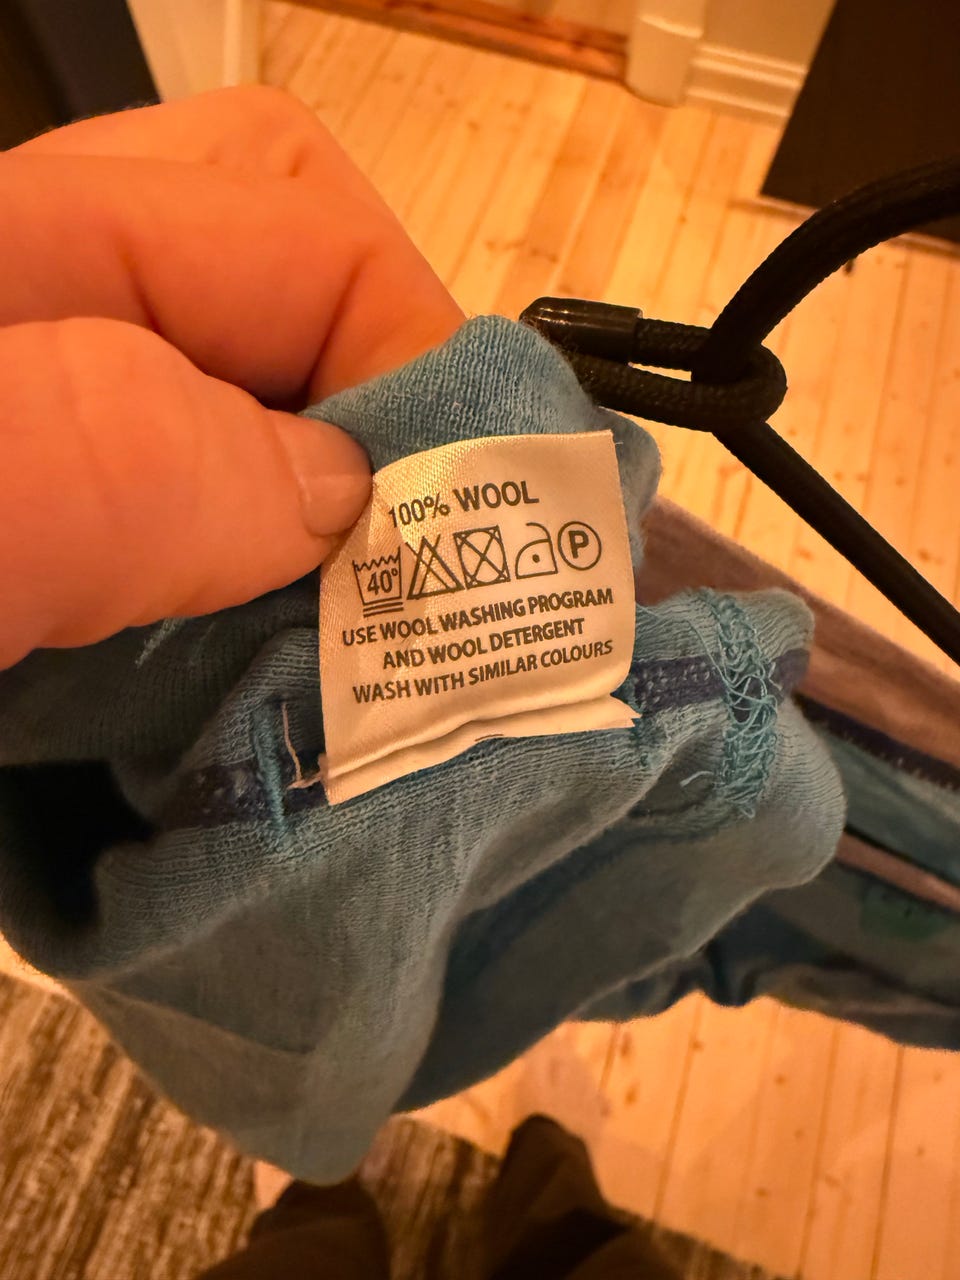 100% WOOL
40° P
USE WOOL WASHING PROGRAM
AND WOOL DETERGENT
WASH WITH SIMILAR COLOURS